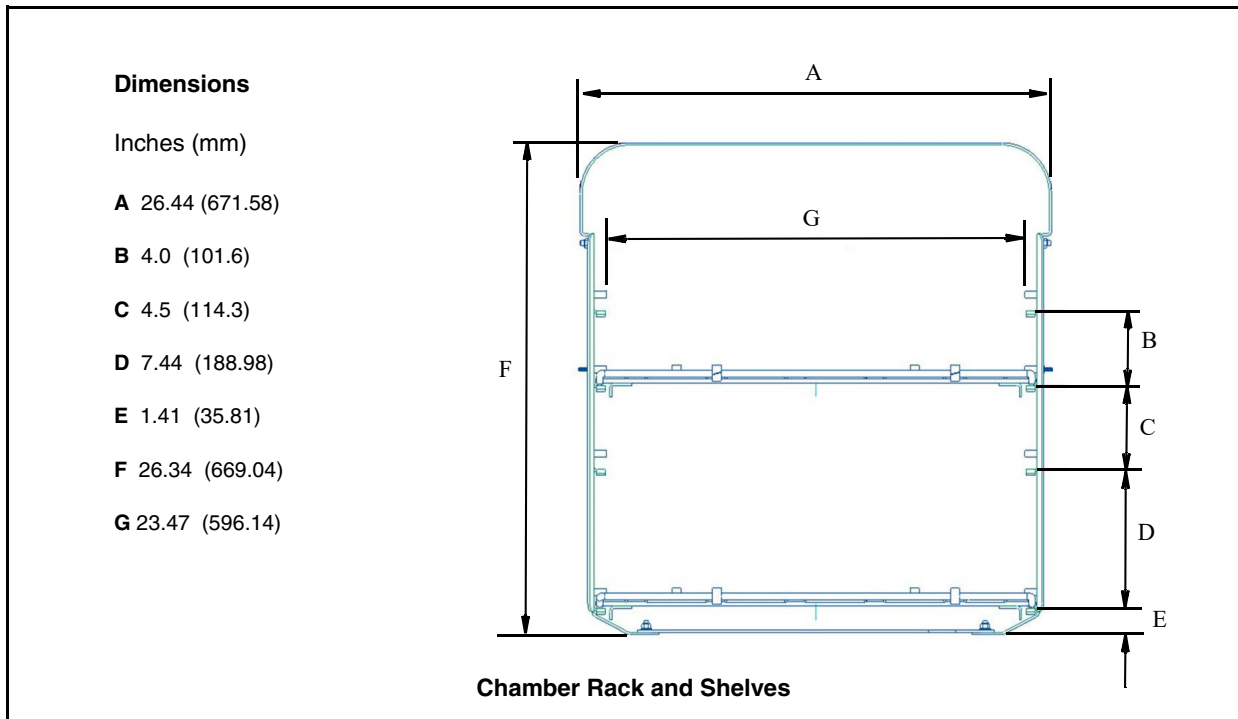 Dimensions
Inches (mm)
A 26.44 (671.58)
B 4.0 (101.6)
C 4.5 (114.3)
D 7.44 (188.98)
E 1.41 (35.81)
F 26.34 (669.04)
G 23.47 (596.14)
A
G
B
F
C
D
E
Chamber Rack and Shelves